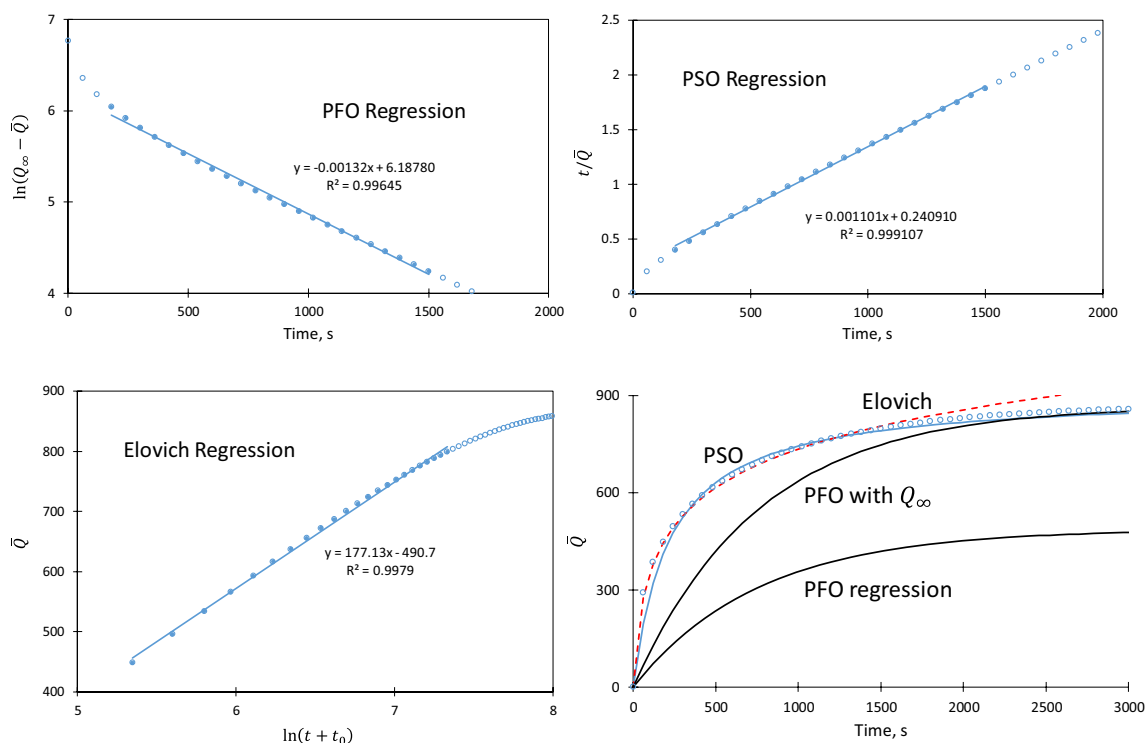 7
6
5
4
ln(Q∞ − Q̄)
PFO Regression
y = -0.00132x + 6.18780
R² = 0.99645
0 500 1000 1500 2000
Time, s
2.5
2
1.5
1
0.5
0
t/Q̄
PSO Regression
y = 0.001101x + 0.240910
R² = 0.999107
0 500 1000 1500 2000
Time, s
900
800
700
600
500
400
Q̄
Elovich Regression
y = 177.13x - 490.7
R² = 0.9979
5 6 7 8
ln(t + t₀)
900
600
300
0
Q̄
Elovich
PSO
PFO with Q∞
PFO regression
0 500 1000 1500 2000 2500 3000
Time, s